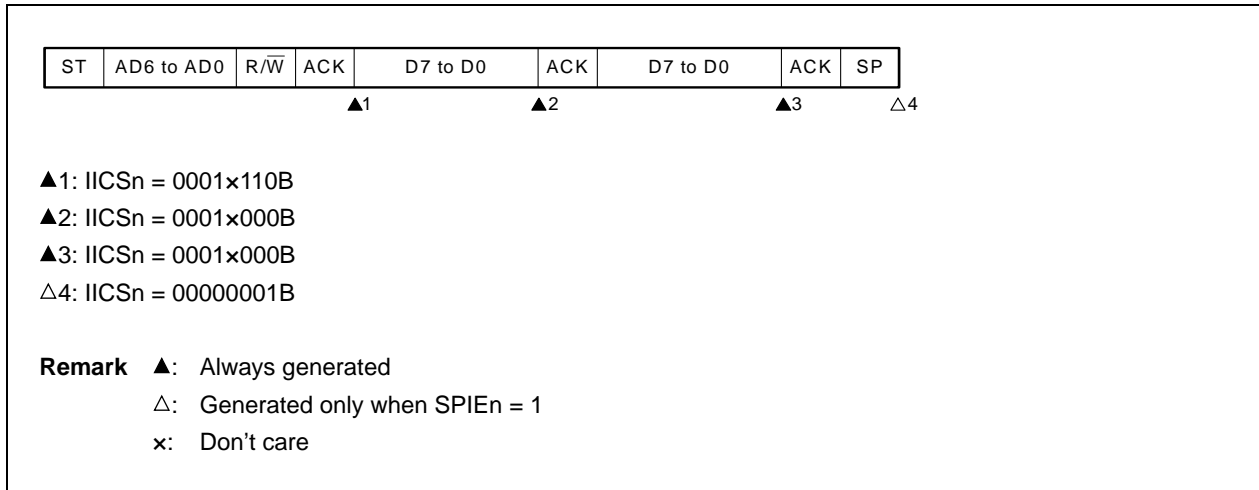 ST AD6 to AD0 R/W̅ ACK D7 to D0 ACK D7 to D0 ACK SP
▲1 ▲2 ▲3 △4
▲1: IICSn = 0001×110B
▲2: IICSn = 0001×000B
▲3: IICSn = 0001×000B
△4: IICSn = 00000001B
Remark ▲: Always generated
△: Generated only when SPIEn = 1
×: Don't care